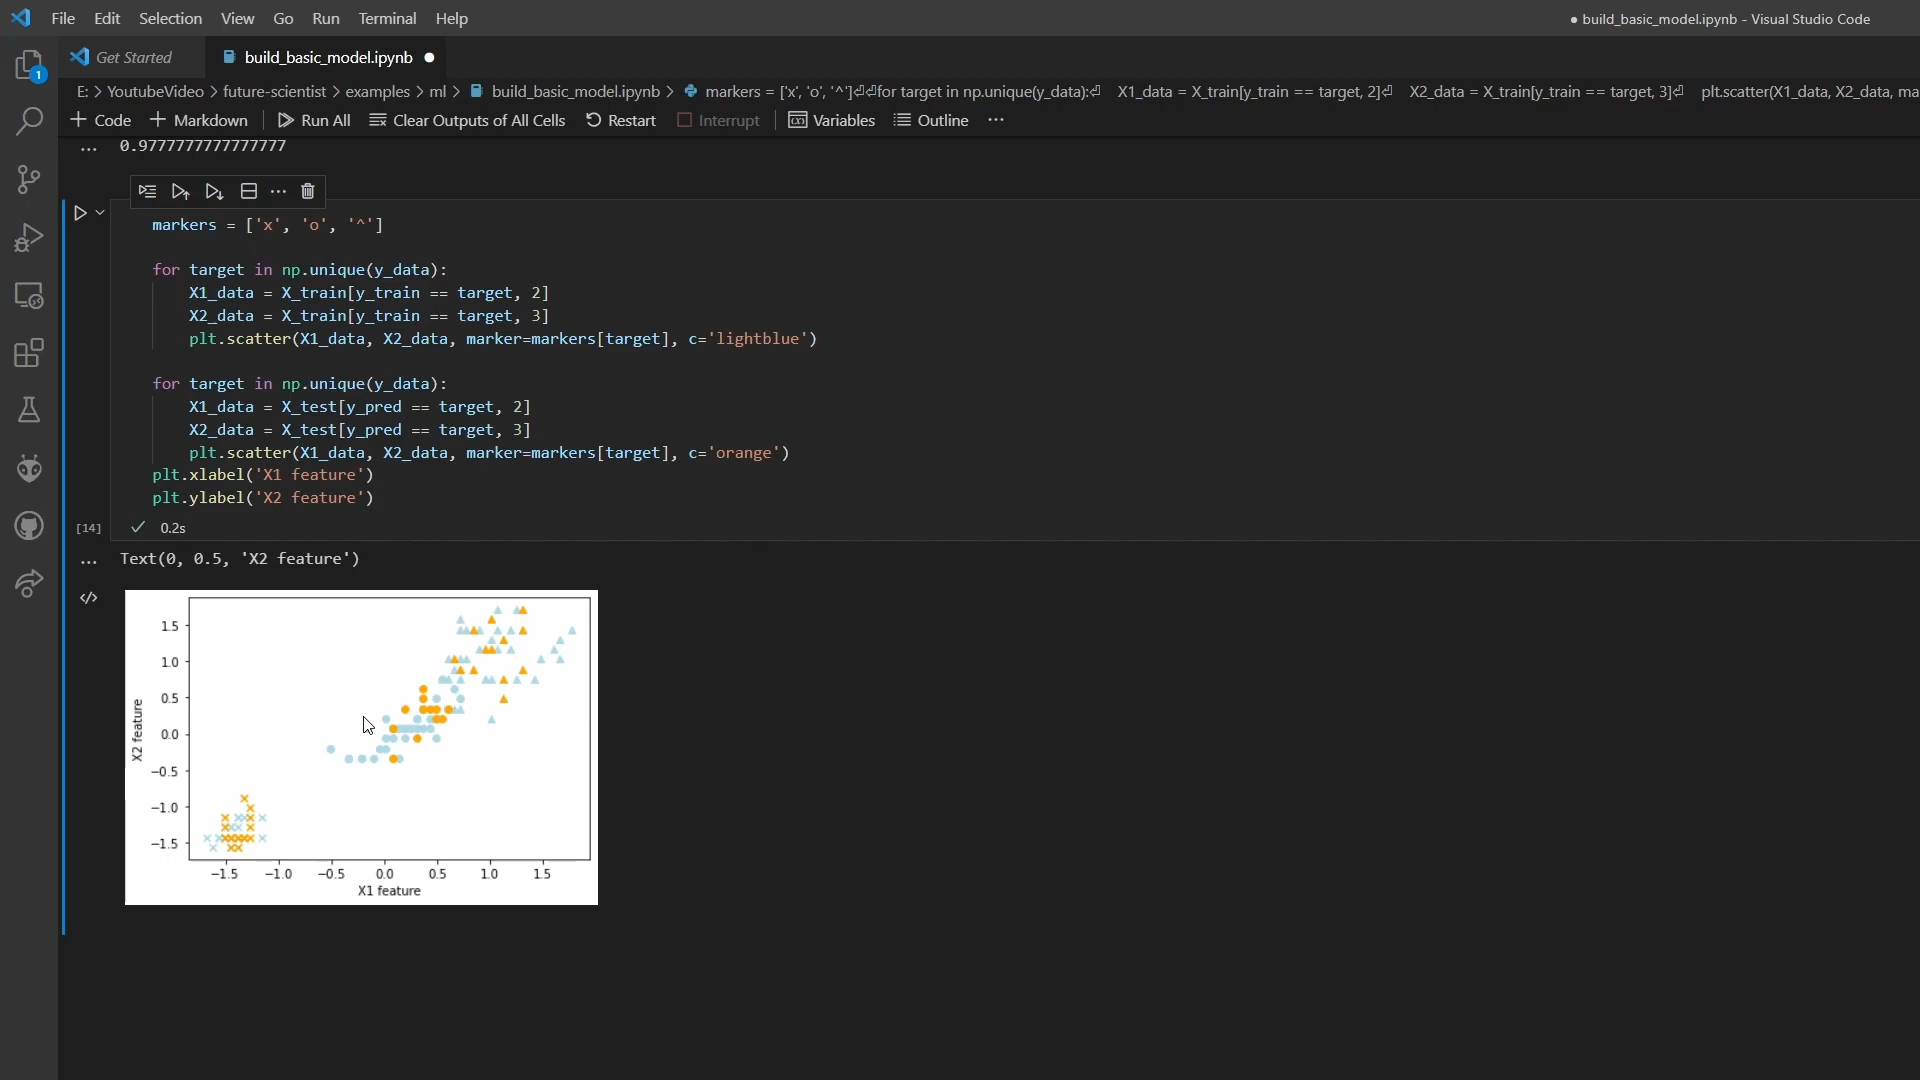 File Edit Selection View Go Run Terminal Help
● build_basic_model.ipynb - Visual Studio Code
1
Get Started
build_basic_model.ipynb ●
E: > YoutubeVideo > future-scientist > examples > ml > build_basic_model.ipynb > markers = ['x', 'o', '^']⏎⏎for target in np.unique(y_data):⏎ X1_data = X_train[y_train == target, 2]⏎ X2_data = X_train[y_train == target, 3]⏎ plt.scatter(X1_data, X2_data, ma
+ Code + Markdown Run All Clear Outputs of All Cells Restart Interrupt Variables Outline ...
... 0.9777777777777777
markers = ['x', 'o', '^']
for target in np.unique(y_data):
X1_data = X_train[y_train == target, 2]
X2_data = X_train[y_train == target, 3]
plt.scatter(X1_data, X2_data, marker=markers[target], c='lightblue')
for target in np.unique(y_data):
X1_data = X_test[y_pred == target, 2]
X2_data = X_test[y_pred == target, 3]
plt.scatter(X1_data, X2_data, marker=markers[target], c='orange')
plt.xlabel('X1 feature')
plt.ylabel('X2 feature')
[14] ✓ 0.2s
... Text(0, 0.5, 'X2 feature')
</>
1.5
1.0
0.5
0.0
−0.5
−1.0
−1.5
X2 feature
−1.5 −1.0 −0.5 0.0 0.5 1.0 1.5
X1 feature